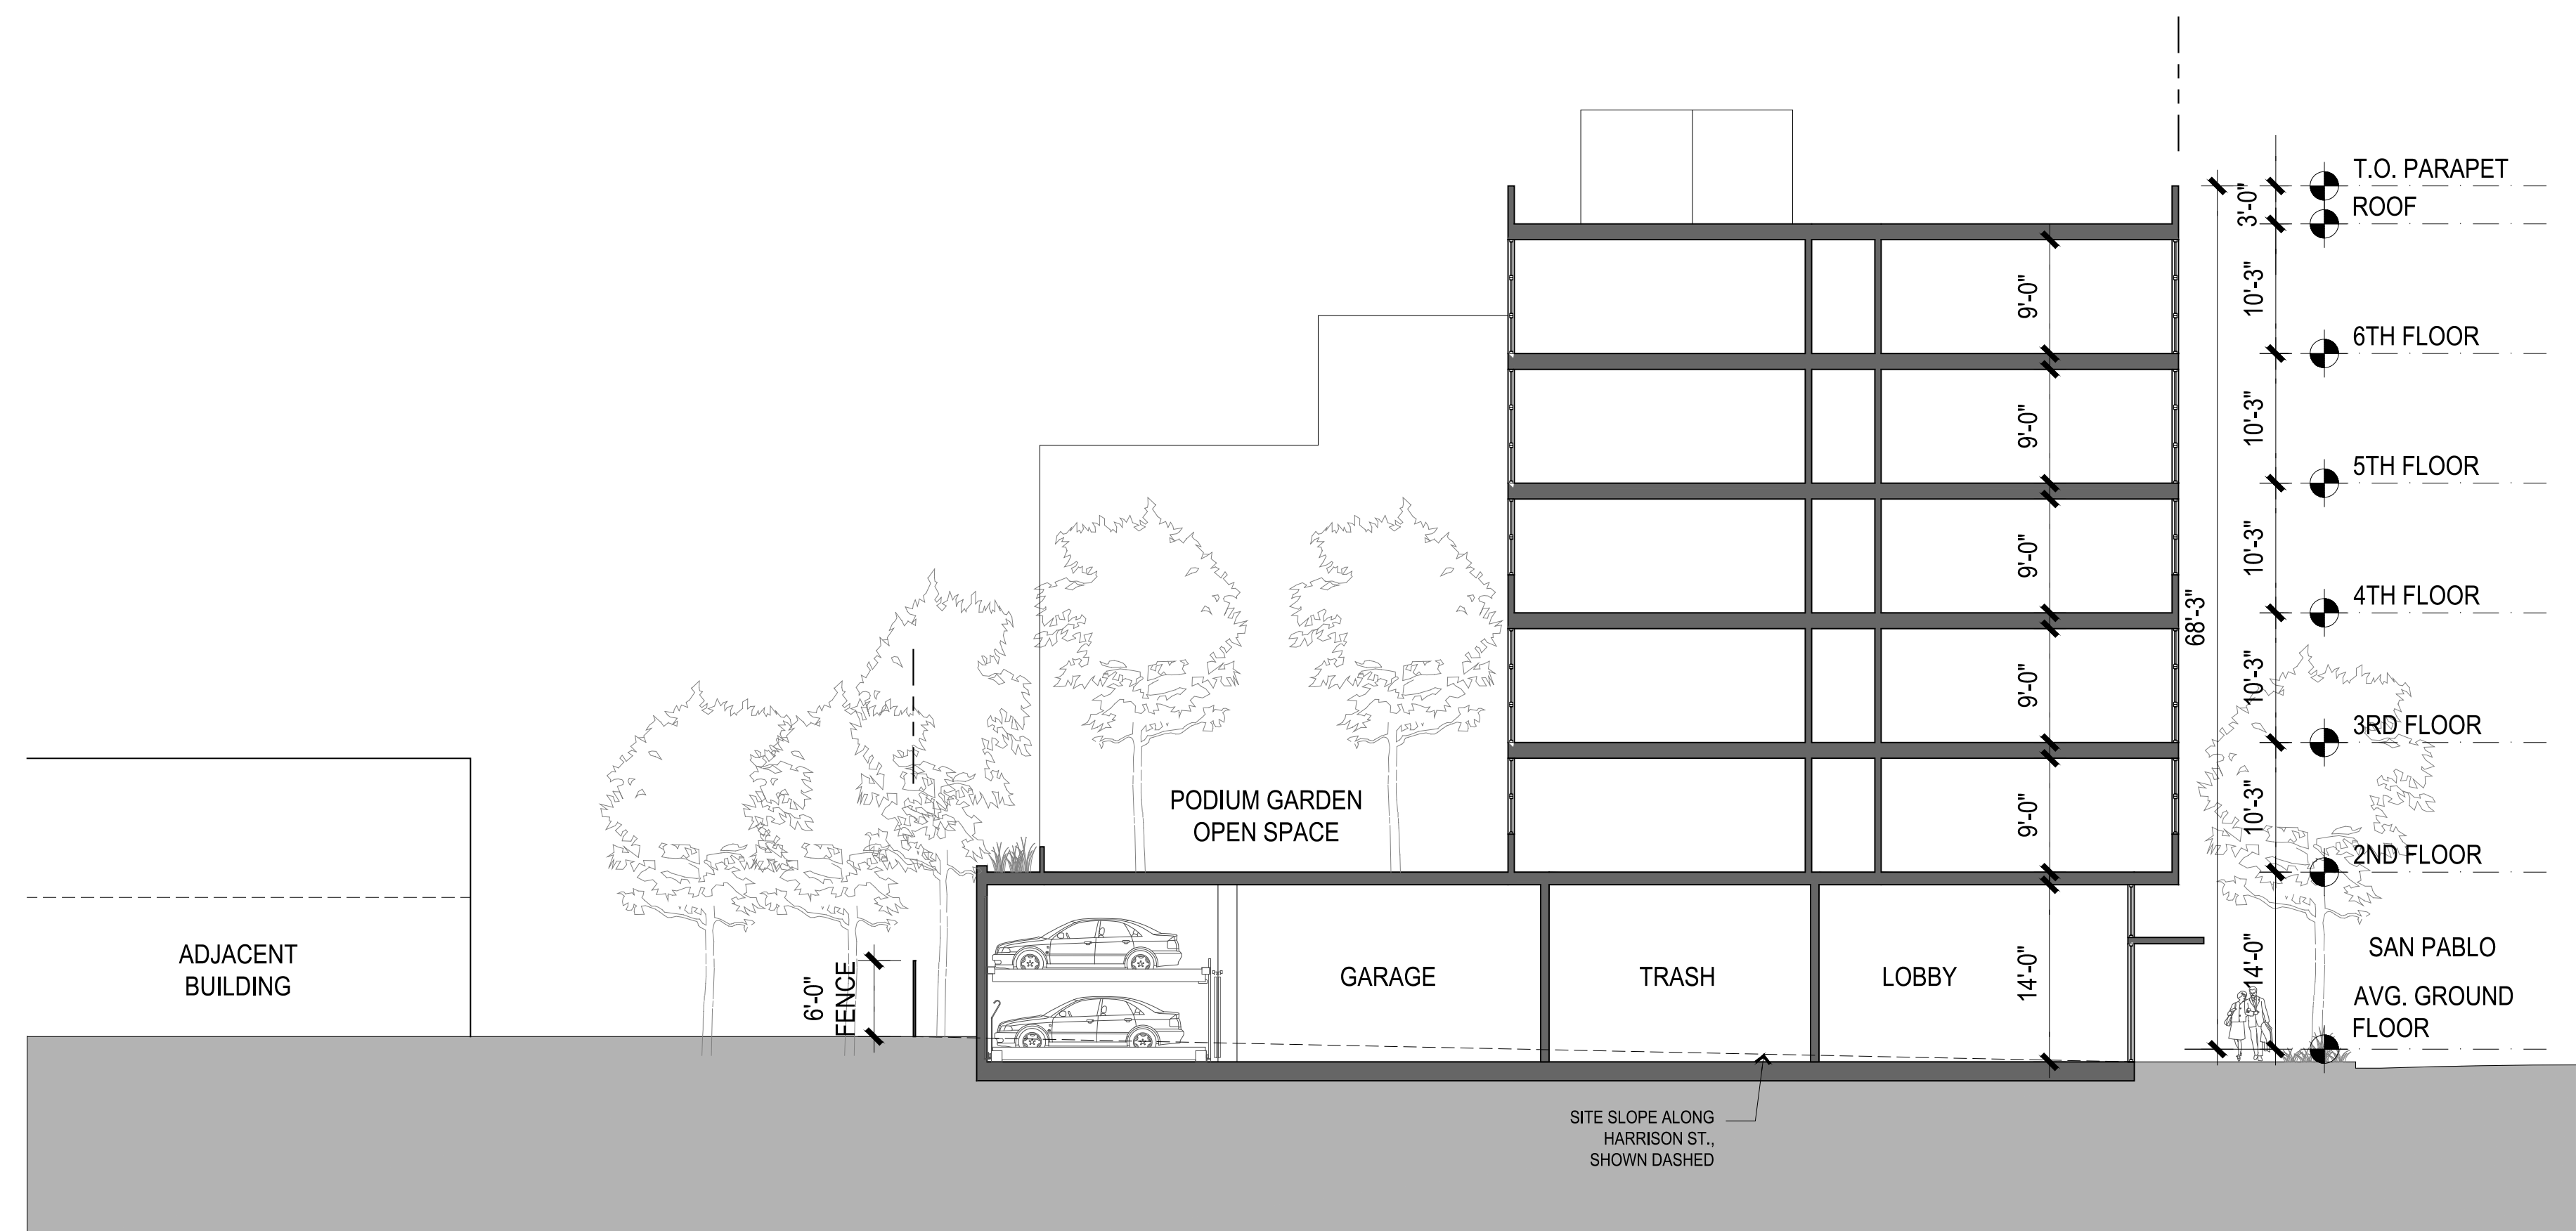 T.O. PARAPET
3'-0"
ROOF
10'-3"
9'-0"
6TH FLOOR
10'-3"
9'-0"
5TH FLOOR
10'-3"
9'-0"
4TH FLOOR
68'-3"
10'-3"
9'-0"
3RD FLOOR
10'-3"
9'-0"
2ND FLOOR
PODIUM GARDEN
OPEN SPACE
ADJACENT
BUILDING
6'-0"
FENCE
GARAGE
TRASH
LOBBY
14'-0"
14'-0"
SAN PABLO
AVG. GROUND
FLOOR
SITE SLOPE ALONG
HARRISON ST.,
SHOWN DASHED